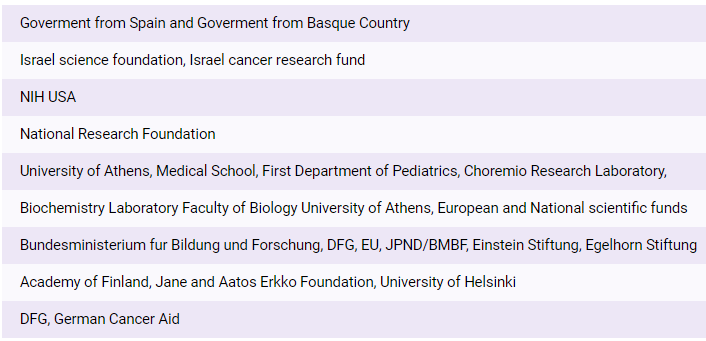 Goverment from Spain and Goverment from Basque Country
Israel science foundation, Israel cancer research fund
NIH USA
National Research Foundation
University of Athens, Medical School, First Department of Pediatrics, Choremio Research Laboratory,
Biochemistry Laboratory Faculty of Biology University of Athens, European and National scientific funds
Bundesministerium fur Bildung und Forschung, DFG, EU, JPND/BMBF, Einstein Stiftung, Egelhorn Stiftung
Academy of Finland, Jane and Aatos Erkko Foundation, University of Helsinki
DFG, German Cancer Aid